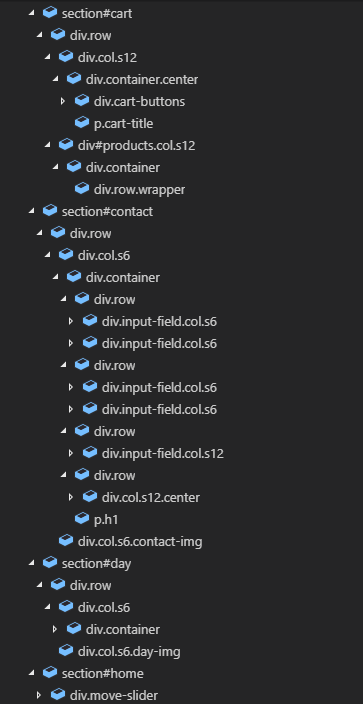 section#cart
div.row
div.col.s12
div.container.center
div.cart-buttons
p.cart-title
div#products.col.s12
div.container
div.row.wrapper
section#contact
div.row
div.col.s6
div.container
div.row
div.input-field.col.s6
div.input-field.col.s6
div.row
div.input-field.col.s6
div.input-field.col.s6
div.row
div.input-field.col.s12
div.row
div.col.s12.center
p.h1
div.col.s6.contact-img
section#day
div.row
div.col.s6
div.container
div.col.s6.day-img
section#home
div.move-slider